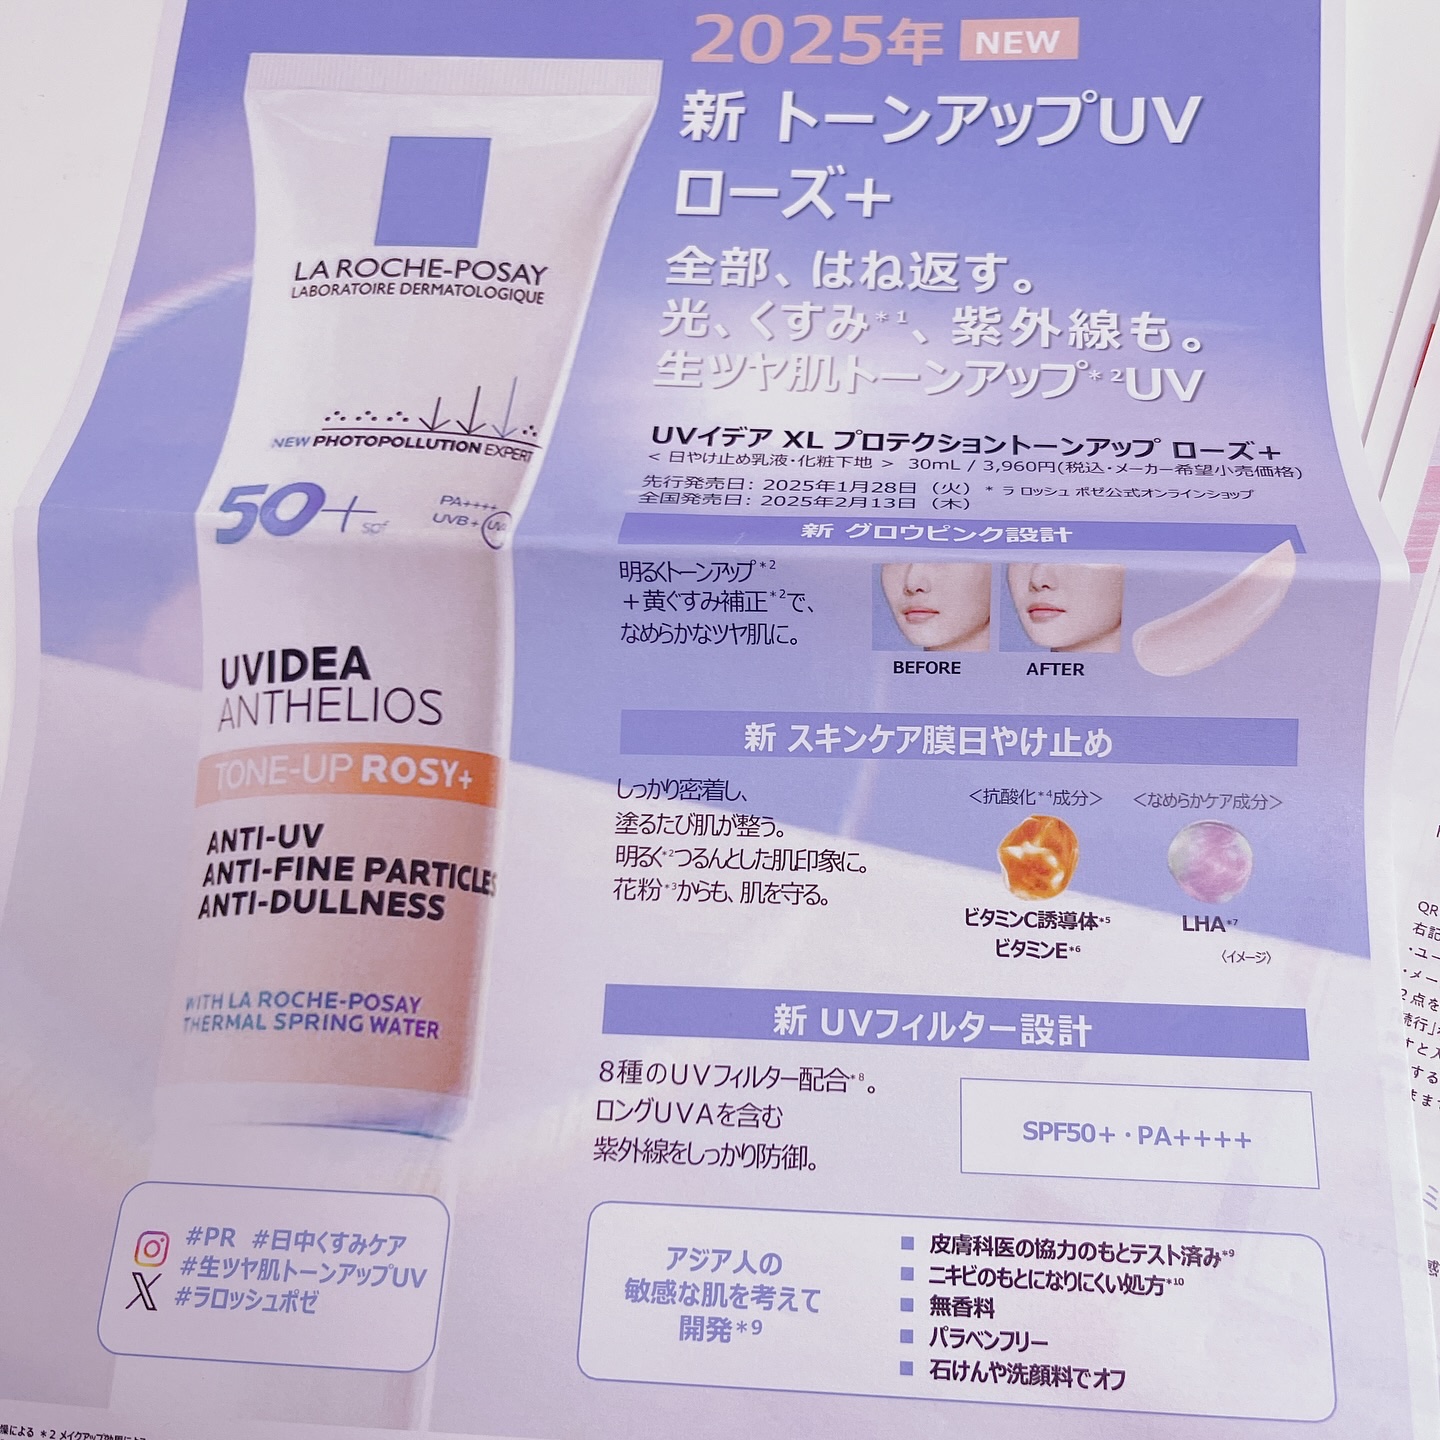 2025年 NEW
新 トーンアップUV
ローズ+
全部、はね返す。
光、くすみ*1、紫外線も。
生ツヤ肌トーンアップ*2UV
UVイデア XL プロテクショントーンアップ ローズ+
< 日やけ止め乳液・化粧下地 > 30mL / 3,960円(税込・メーカー希望小売価格)
先行発売日: 2025年1月28日 (火) * ラ ロッシュ ポゼ公式オンラインショップ
全国発売日: 2025年2月13日 (木)
LA ROCHE-POSAY
LABORATOIRE DERMATOLOGIQUE
NEW PHOTOPOLLUTION EXPERT
50+ spf
PA++++
UVB+ UVA
UVIDEA
ANTHELIOS
TONE-UP ROSY+
ANTI-UV
ANTI-FINE PARTICLES
ANTI-DULLNESS
WITH LA ROCHE-POSAY
THERMAL SPRING WATER
新 グロウピンク設計
明るくトーンアップ*2
+黄ぐすみ補正*2で、
なめらかなツヤ肌に。
BEFORE
AFTER
新 スキンケア膜日やけ止め
しっかり密着し、
塗るたび肌が整う。
明るく*2つるんとした肌印象に。
花粉*3からも、肌を守る。
<抗酸化*4成分>
<なめらかケア成分>
ビタミンC誘導体*5
ビタミンE*6
LHA*7
〈イメージ〉
新 UVフィルター設計
8種のUVフィルター配合*8。
ロングUVAを含む
紫外線をしっかり防御。
SPF50+・PA++++
アジア人の
敏感な肌を考えて
開発*9
■ 皮膚科医の協力のもとテスト済み*9
■ ニキビのもとになりにくい処方*10
■ 無香料
■ パラベンフリー
■ 石けんや洗顔料でオフ
#PR #日中くすみケア
#生ツヤ肌トーンアップUV
#ラロッシュポゼ
QR
右記
・ユー
・メー
2点を
続行」
すと入
する